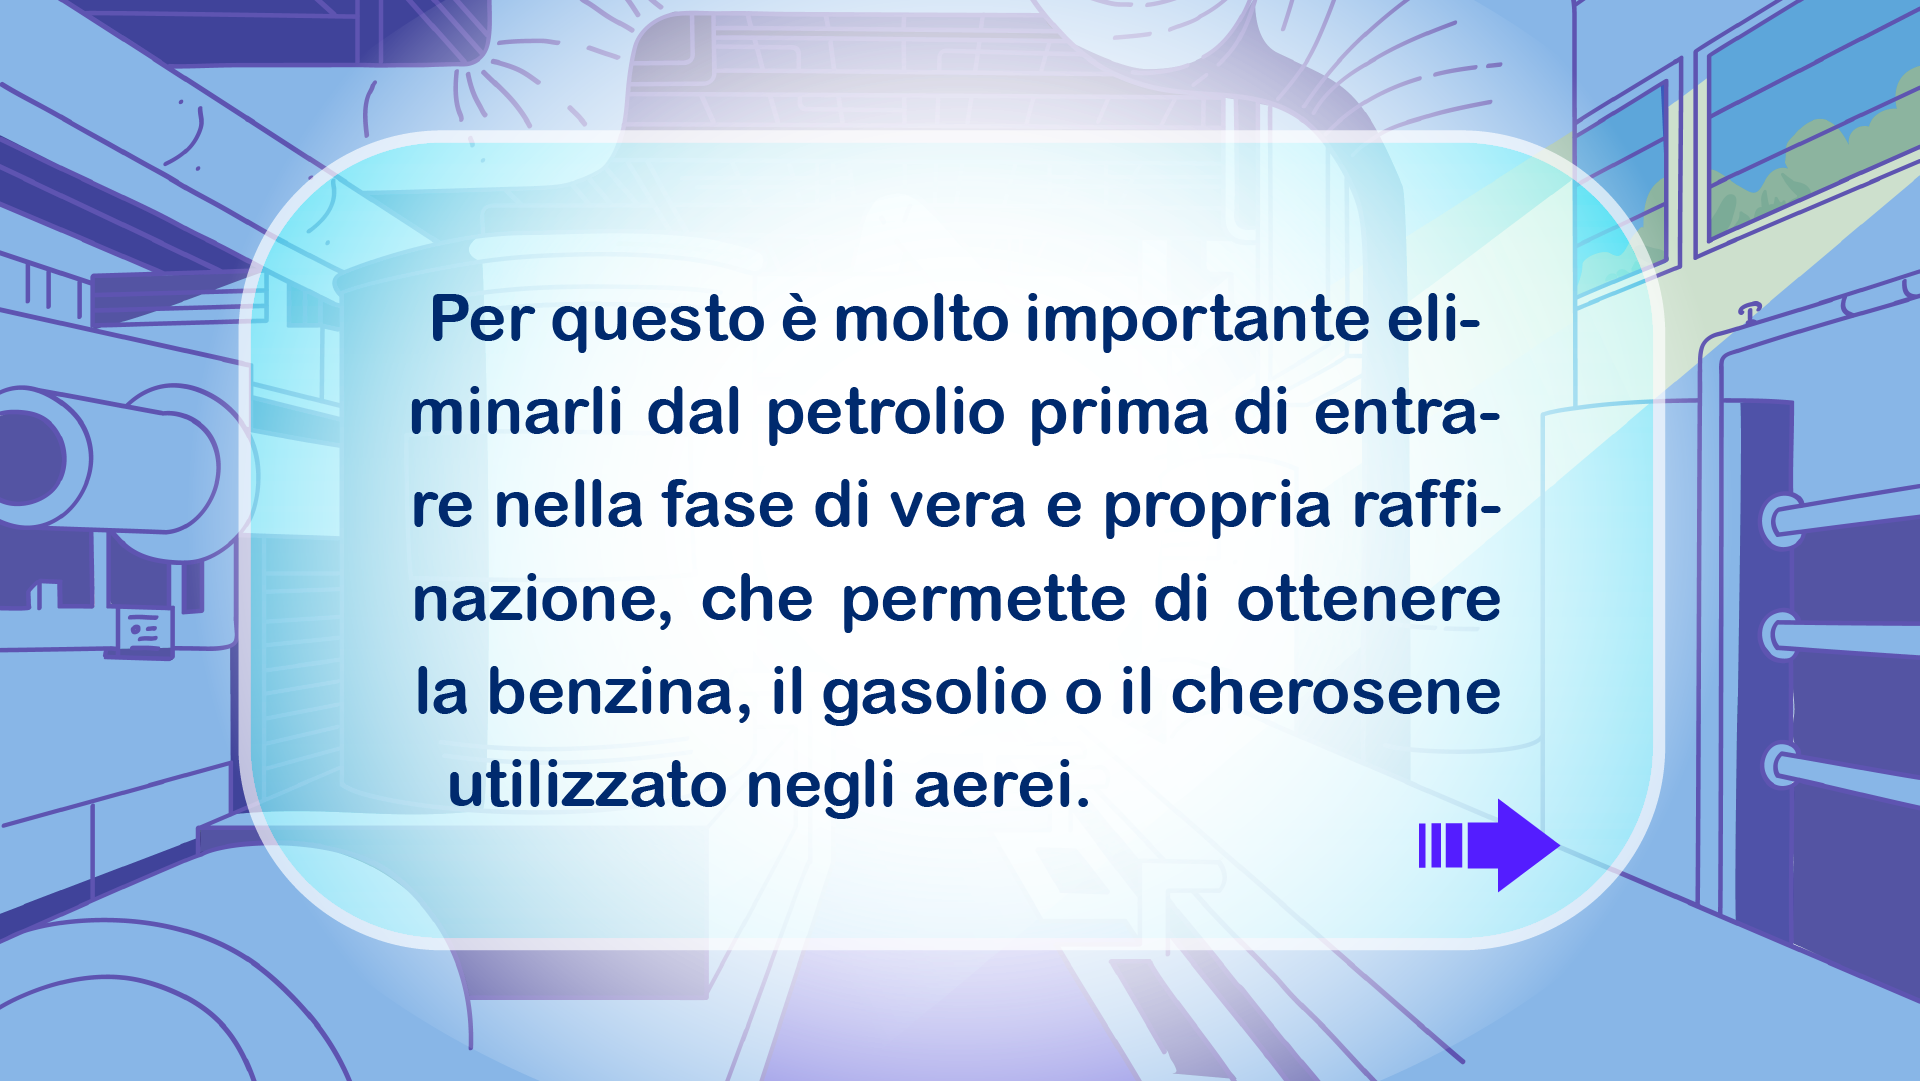 Per questo è molto importante eli-
minarli dal petrolio prima di entra-
re nella fase di vera e propria raffi-
nazione, che permette di ottenere
la benzina, il gasolio o il cherosene
utilizzato negli aerei.